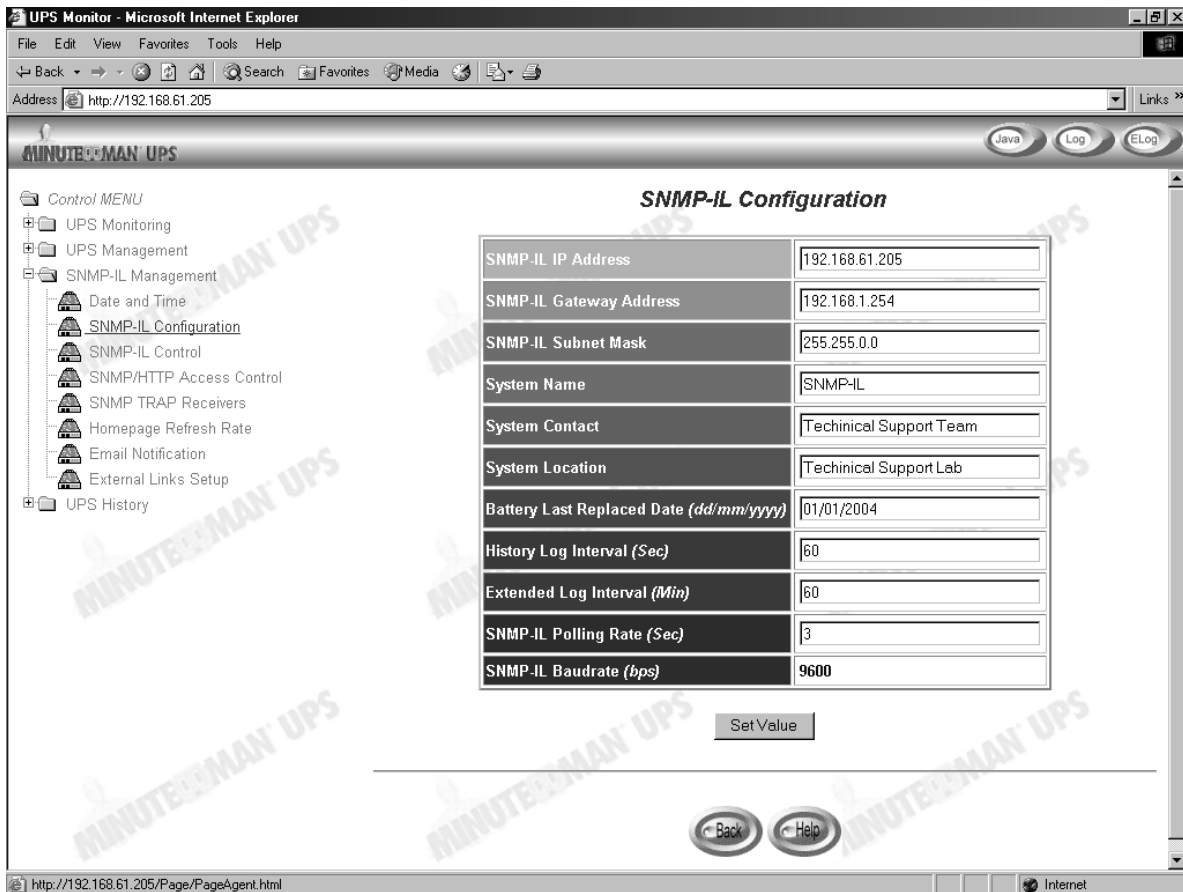 UPS Monitor - Microsoft Internet Explorer
File Edit View Favorites Tools Help
Back Search Favorites Media
Address http://192.168.61.205 Links »
MINUTEMAN UPS
Java Log ELog
Control MENU
UPS Monitoring
UPS Management
SNMP-IL Management
Date and Time
SNMP-IL Configuration
SNMP-IL Control
SNMP/HTTP Access Control
SNMP TRAP Receivers
Homepage Refresh Rate
Email Notification
External Links Setup
UPS History
SNMP-IL Configuration
SNMP-IL IP Address 192.168.61.205
SNMP-IL Gateway Address 192.168.1.254
SNMP-IL Subnet Mask 255.255.0.0
System Name SNMP-IL
System Contact Techinical Support Team
System Location Techinical Support Lab
Battery Last Replaced Date (dd/mm/yyyy) 01/01/2004
History Log Interval (Sec) 60
Extended Log Interval (Min) 60
SNMP-IL Polling Rate (Sec) 3
SNMP-IL Baudrate (bps) 9600
Set Value
Back Help
http://192.168.61.205/Page/PageAgent.html Internet